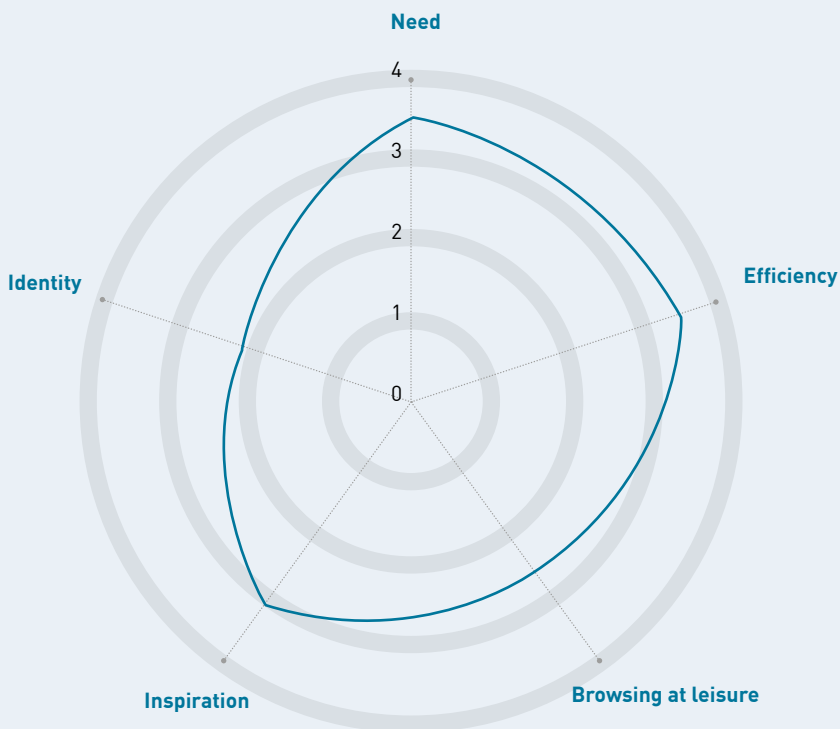 Need
4
3
2
1
0
Identity
Efficiency
Inspiration
Browsing at leisure